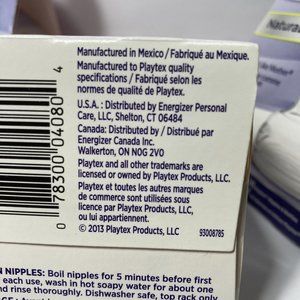 Natural
Manufactured in Mexico / Fabriqué au Mexique.
Manufactured to Playtex quality
specifications / Fabriqué selon les
normes de qualité de Playtex.
U.S.A. : Distributed by Energizer Personal
Care, LLC, Shelton, CT 06484
Canada: Distributed by / Distribué par
Energizer Canada Inc.
Walkerton, ON N0G 2V0
Playtex and all other trademarks are
licensed or owned by Playtex Products, LLC.
Playtex et toutes les autres marques
de commerce sont utilisées sous
licence par Playtex Products, LLC,
ou lui appartiennent.
© 2013 Playtex Products, LLC 93008785
0 78300 04080 4
N NIPPLES: Boil nipples for 5 minutes before first
each use, wash in hot soapy water for about one
nd rinse thoroughly. Dishwasher safe, top rack only